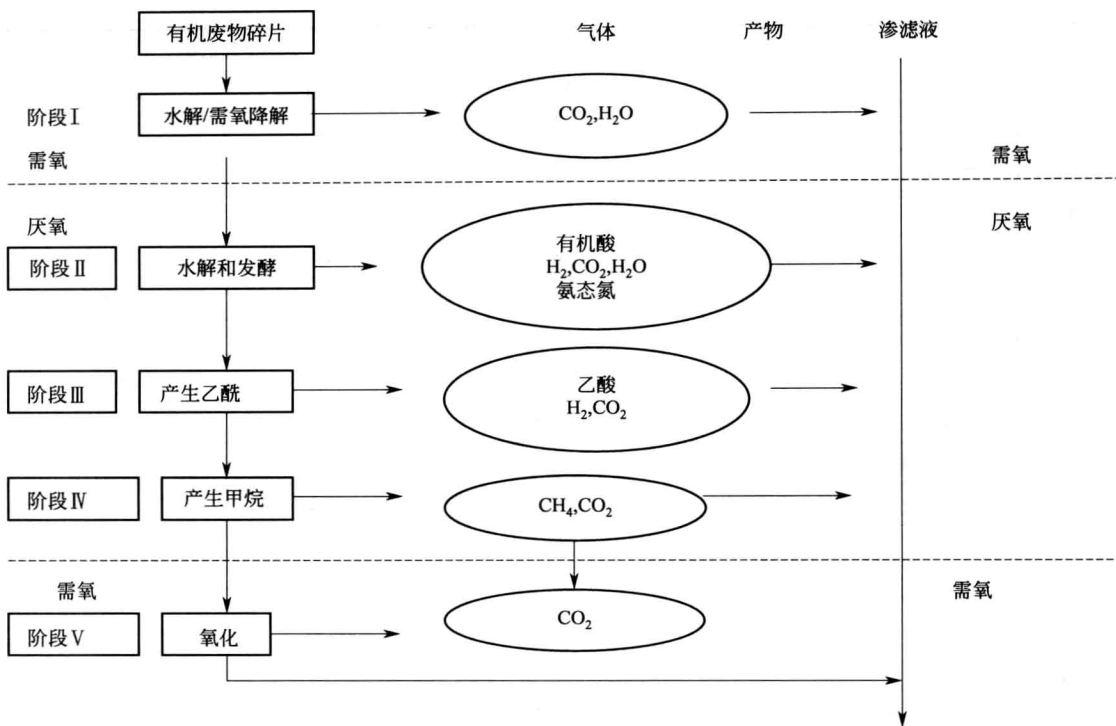 有机废物碎片
气体
产物
渗滤液
阶段Ⅰ
水解/需氧降解
CO₂,H₂O
需氧
需氧
厌氧
厌氧
阶段Ⅱ
水解和发酵
有机酸
H₂,CO₂,H₂O
氨态氮
阶段Ⅲ
产生乙酰
乙酸
H₂,CO₂
阶段Ⅳ
产生甲烷
CH₄,CO₂
需氧
需氧
阶段Ⅴ
氧化
CO₂